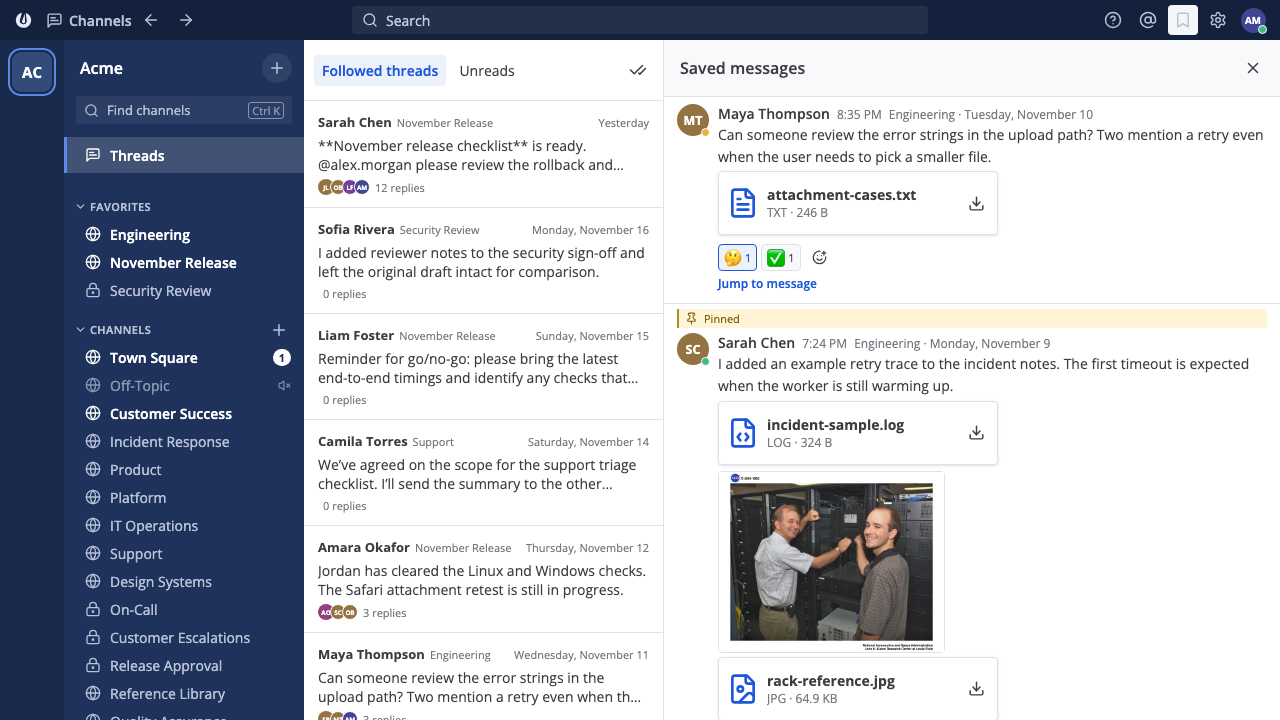 Channels
Search
AM
AC
Acme
Find channels
Ctrl K
Threads
FAVORITES
Engineering
November Release
Security Review
CHANNELS
Town Square
1
Off-Topic
Customer Success
Incident Response
Product
Platform
IT Operations
Support
Design Systems
On-Call
Customer Escalations
Release Approval
Reference Library
Quality Assurance
Followed threads
Unreads
Sarah Chen November Release Yesterday
**November release checklist** is ready.
@alex.morgan please review the rollback and…
JL OB LF AM 12 replies
Sofia Rivera Security Review Monday, November 16
I added reviewer notes to the security sign-off and
left the original draft intact for comparison.
0 replies
Liam Foster November Release Sunday, November 15
Reminder for go/no-go: please bring the latest
end-to-end timings and identify any checks that…
0 replies
Camila Torres Support Saturday, November 14
We’ve agreed on the scope for the support triage
checklist. I’ll send the summary to the other…
0 replies
Amara Okafor November Release Thursday, November 12
Jordan has cleared the Linux and Windows checks.
The Safari attachment retest is still in progress.
AO SC OB 3 replies
Maya Thompson Engineering Wednesday, November 11
Can someone review the error strings in the
upload path? Two mention a retry even when th…
3 replies
Saved messages
MT
Maya Thompson 8:35 PM Engineering · Tuesday, November 10
Can someone review the error strings in the upload path? Two mention a retry even
when the user needs to pick a smaller file.
attachment-cases.txt
TXT · 246 B
1 1
Jump to message
Pinned
SC
Sarah Chen 7:24 PM Engineering · Monday, November 9
I added an example retry trace to the incident notes. The first timeout is expected
when the worker is still warming up.
incident-sample.log
LOG · 324 B
rack-reference.jpg
JPG · 64.9 KB